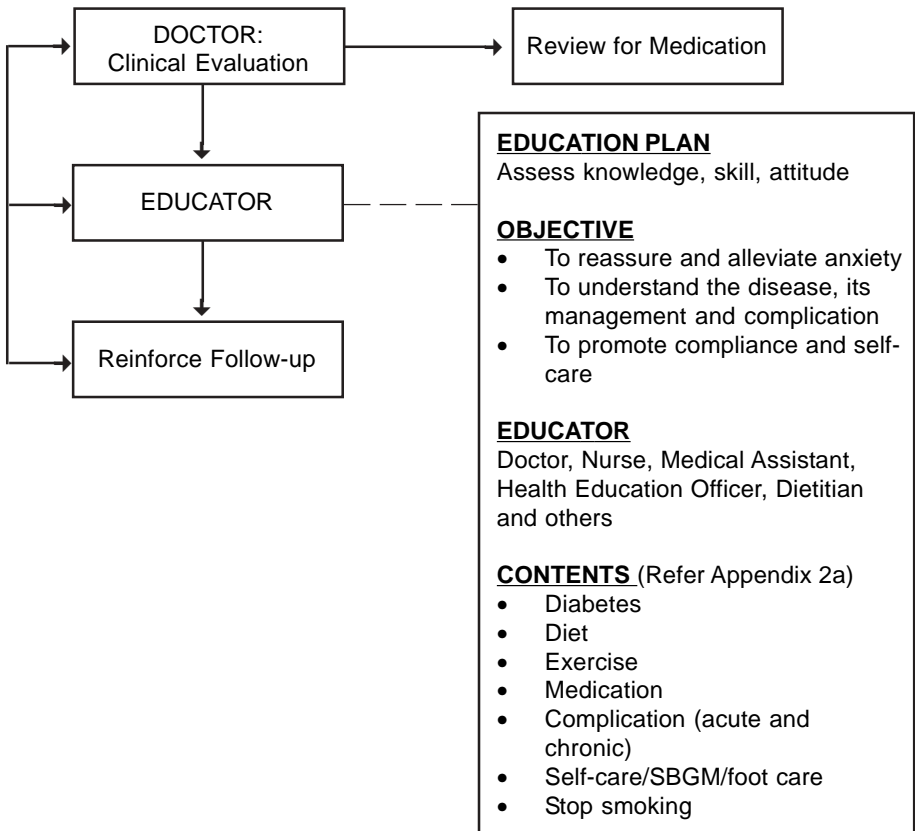 DOCTOR:
Clinical Evaluation
Review for Medication
EDUCATOR
Reinforce Follow-up
EDUCATION PLAN
Assess knowledge, skill, attitude
OBJECTIVE
• To reassure and alleviate anxiety
• To understand the disease, its
management and complication
• To promote compliance and self-
care
EDUCATOR
Doctor, Nurse, Medical Assistant,
Health Education Officer, Dietitian
and others
CONTENTS (Refer Appendix 2a)
• Diabetes
• Diet
• Exercise
• Medication
• Complication (acute and
chronic)
• Self-care/SBGM/foot care
• Stop smoking